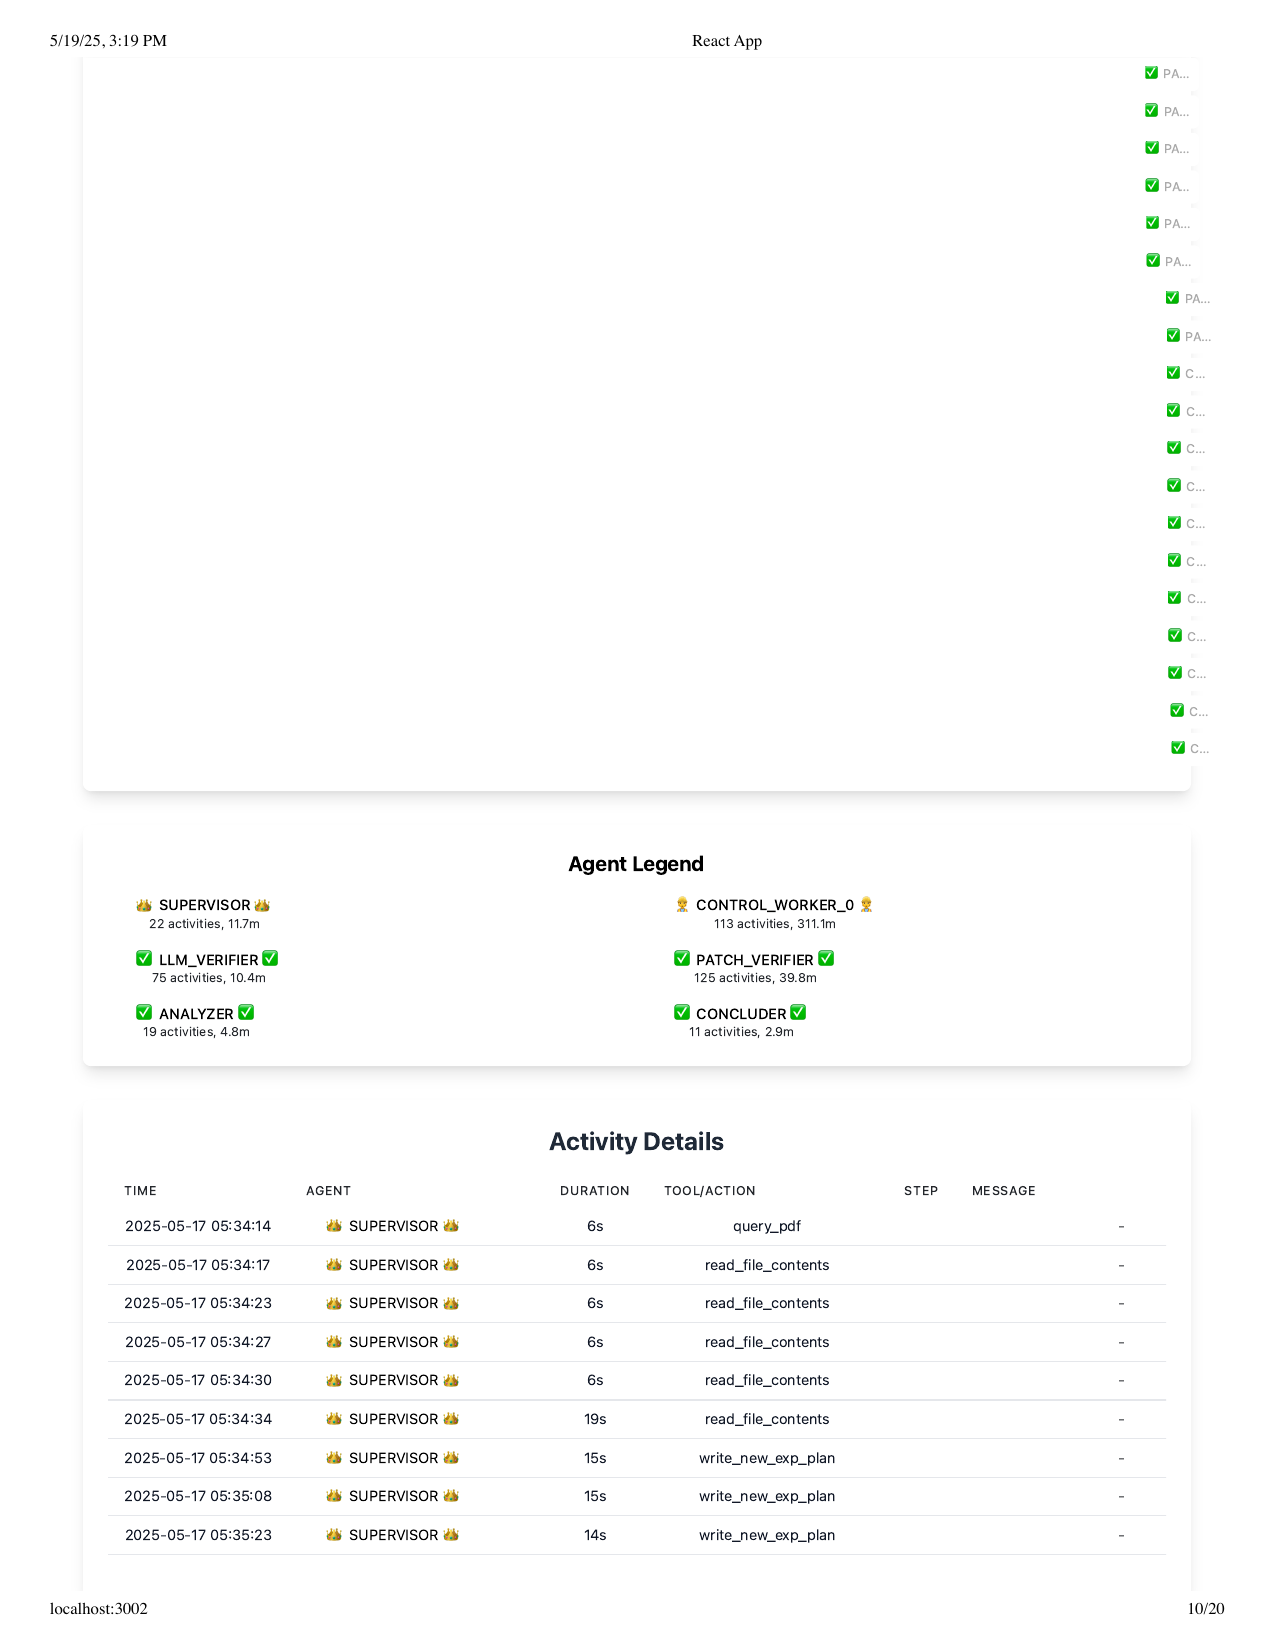 5/19/25, 3:19 PM React App
✅ PA...
✅ PA...
✅ PA...
✅ PA...
✅ PA...
✅ PA...
✅ PA...
✅ PA...
✅ C...
✅ C...
✅ C...
✅ C...
✅ C...
✅ C...
✅ C...
✅ C...
✅ C...
✅ C...
✅ C...
Agent Legend
👑 SUPERVISOR 👑
22 activities, 11.7m
👷 CONTROL_WORKER_0 👷
113 activities, 311.1m
✅ LLM_VERIFIER ✅
75 activities, 10.4m
✅ PATCH_VERIFIER ✅
125 activities, 39.8m
✅ ANALYZER ✅
19 activities, 4.8m
✅ CONCLUDER ✅
11 activities, 2.9m
Activity Details
TIME AGENT DURATION TOOL/ACTION STEP MESSAGE
2025-05-17 05:34:14 👑 SUPERVISOR 👑 6s query_pdf -
2025-05-17 05:34:17 👑 SUPERVISOR 👑 6s read_file_contents -
2025-05-17 05:34:23 👑 SUPERVISOR 👑 6s read_file_contents -
2025-05-17 05:34:27 👑 SUPERVISOR 👑 6s read_file_contents -
2025-05-17 05:34:30 👑 SUPERVISOR 👑 6s read_file_contents -
2025-05-17 05:34:34 👑 SUPERVISOR 👑 19s read_file_contents -
2025-05-17 05:34:53 👑 SUPERVISOR 👑 15s write_new_exp_plan -
2025-05-17 05:35:08 👑 SUPERVISOR 👑 15s write_new_exp_plan -
2025-05-17 05:35:23 👑 SUPERVISOR 👑 14s write_new_exp_plan -
localhost:3002 10/20